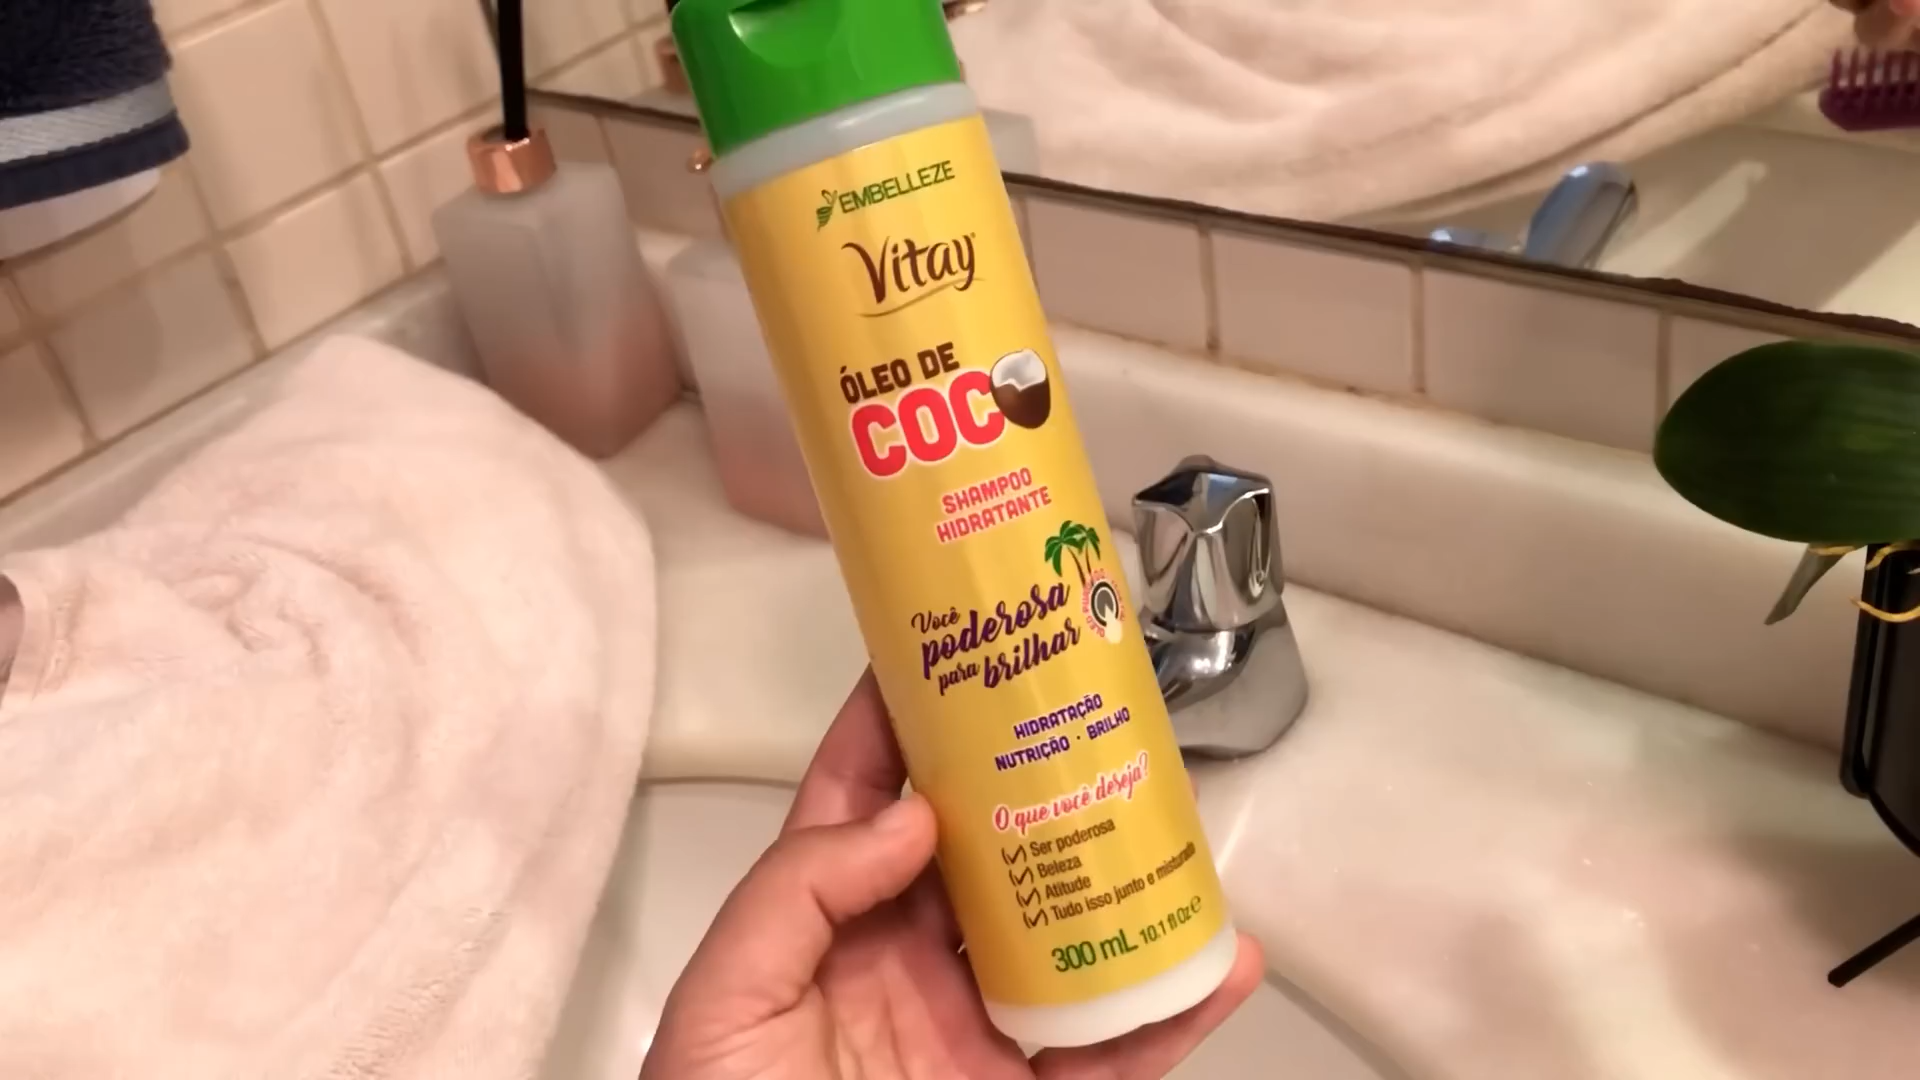 EMBELLEZE
Vitay
ÓLEO DE
COCO
SHAMPOO
HIDRATANTE
Você
poderosa
para brilhar
HIDRATAÇÃO
NUTRIÇÃO · BRILHO
O que você deseja?
Ser poderosa
Beleza
Atitude
Tudo isso junto e misturado
300 mL 10.1 fl Oz e